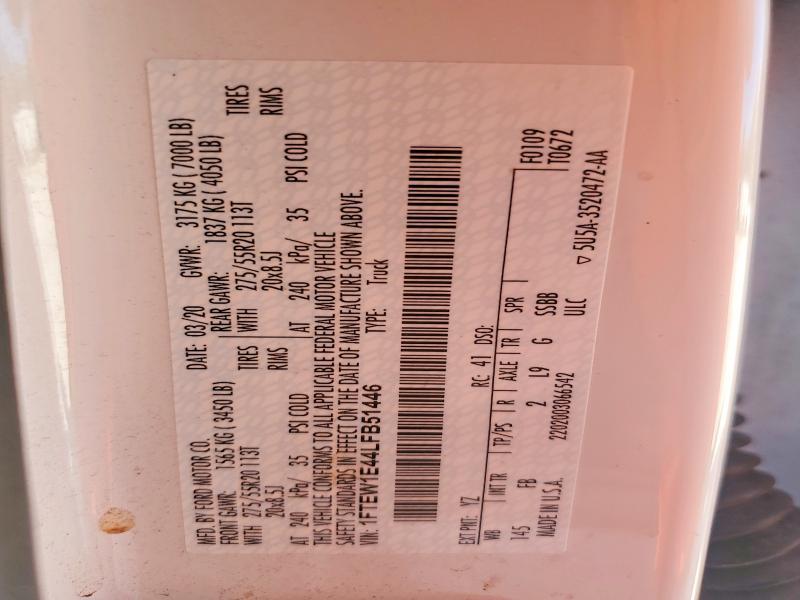 MFD. BY FORD MOTOR CO. DATE: 03/20 GVWR: 3175 KG ( 7000 LB)
FRONT GAWR: 1565 KG ( 3450 LB) REAR GAWR: 1837 KG ( 4050 LB)
WITH 275/55R20 113T TIRES WITH 275/55R20 113T TIRES
20x8.5J RIMS 20x8.5J RIMS
AT 240 kPa/ 35 PSI COLD AT 240 kPa/ 35 PSI COLD
THIS VEHICLE CONFORMS TO ALL APPLICABLE FEDERAL MOTOR VEHICLE
SAFETY STANDARDS IN EFFECT ON THE DATE OF MANUFACTURE SHOWN ABOVE.
VIN: 1FTEW1E44LFB51446 TYPE: Truck
EXT PNT: YZ RC: 41 DSO: F0109
WB INT TR TP/PS R AXLE TR SPR T0672
145 FB 2 L9 G SSBB
MADE IN U.S.A. 2202003066542 ULC
▽ 5U5A-3520472-AA